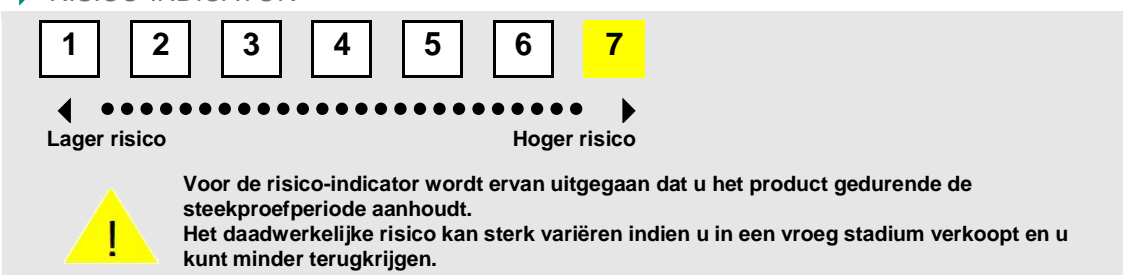 1 2 3 4 5 6 7
Lager risico Hoger risico
Voor de risico-indicator wordt ervan uitgegaan dat u het product gedurende de
steekproefperiode aanhoudt.
Het daadwerkelijke risico kan sterk variëren indien u in een vroeg stadium verkoopt en u
kunt minder terugkrijgen.